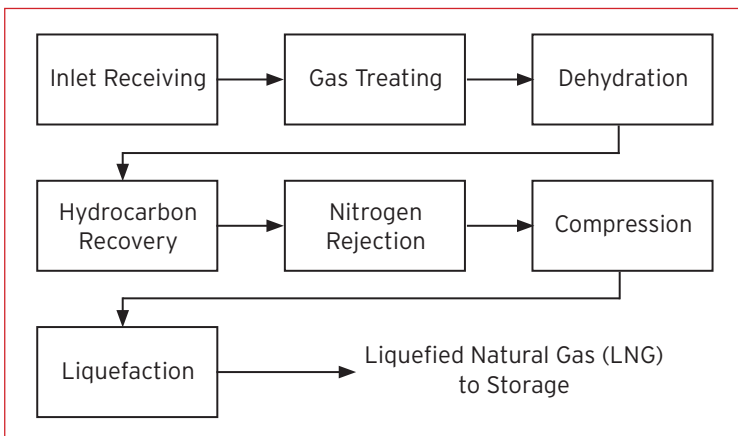 Inlet Receiving
Gas Treating
Dehydration
Hydrocarbon
Recovery
Nitrogen
Rejection
Compression
Liquefaction
Liquefied Natural Gas (LNG)
to Storage